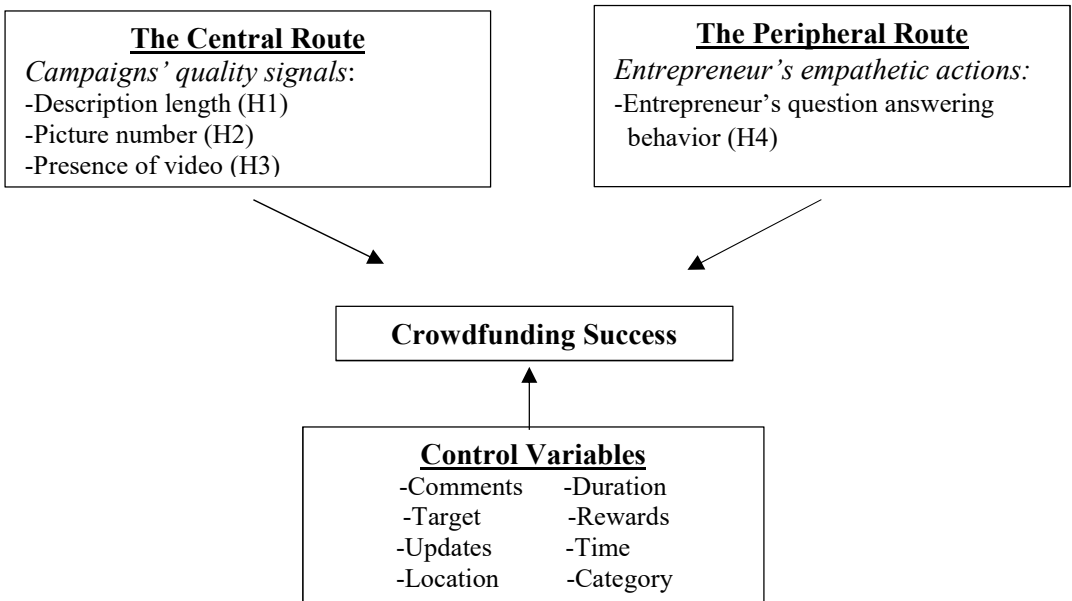 The Central Route
Campaigns’ quality signals:
-Description length (H1)
-Picture number (H2)
-Presence of video (H3)
The Peripheral Route
Entrepreneur’s empathetic actions:
-Entrepreneur’s question answering
behavior (H4)
Crowdfunding Success
Control Variables
-Comments -Duration
-Target -Rewards
-Updates -Time
-Location -Category